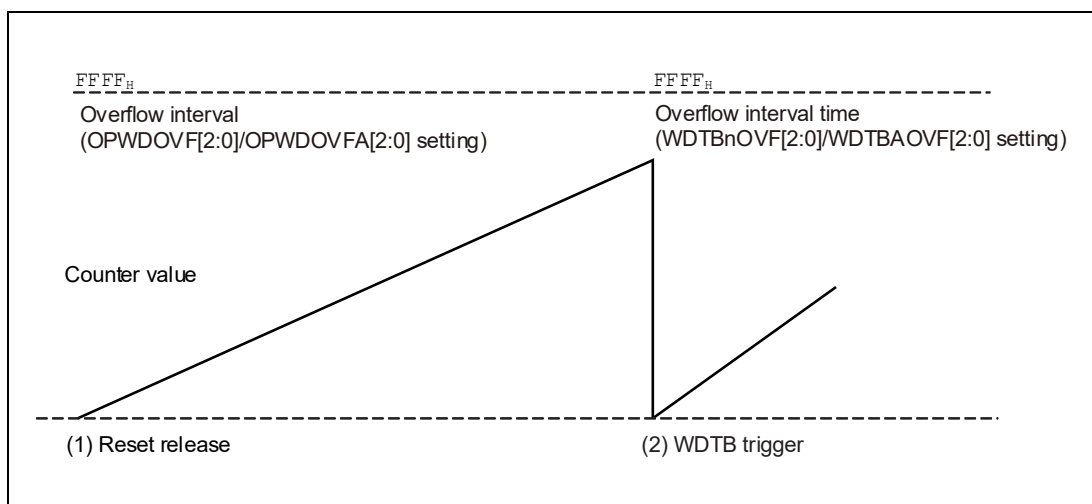 FFFFH
FFFFH
Overflow interval
(OPWDOVF[2:0]/OPWDOVFA[2:0] setting)
Overflow interval time
(WDTBnOVF[2:0]/WDTBAOVF[2:0] setting)
Counter value
(1) Reset release
(2) WDTB trigger